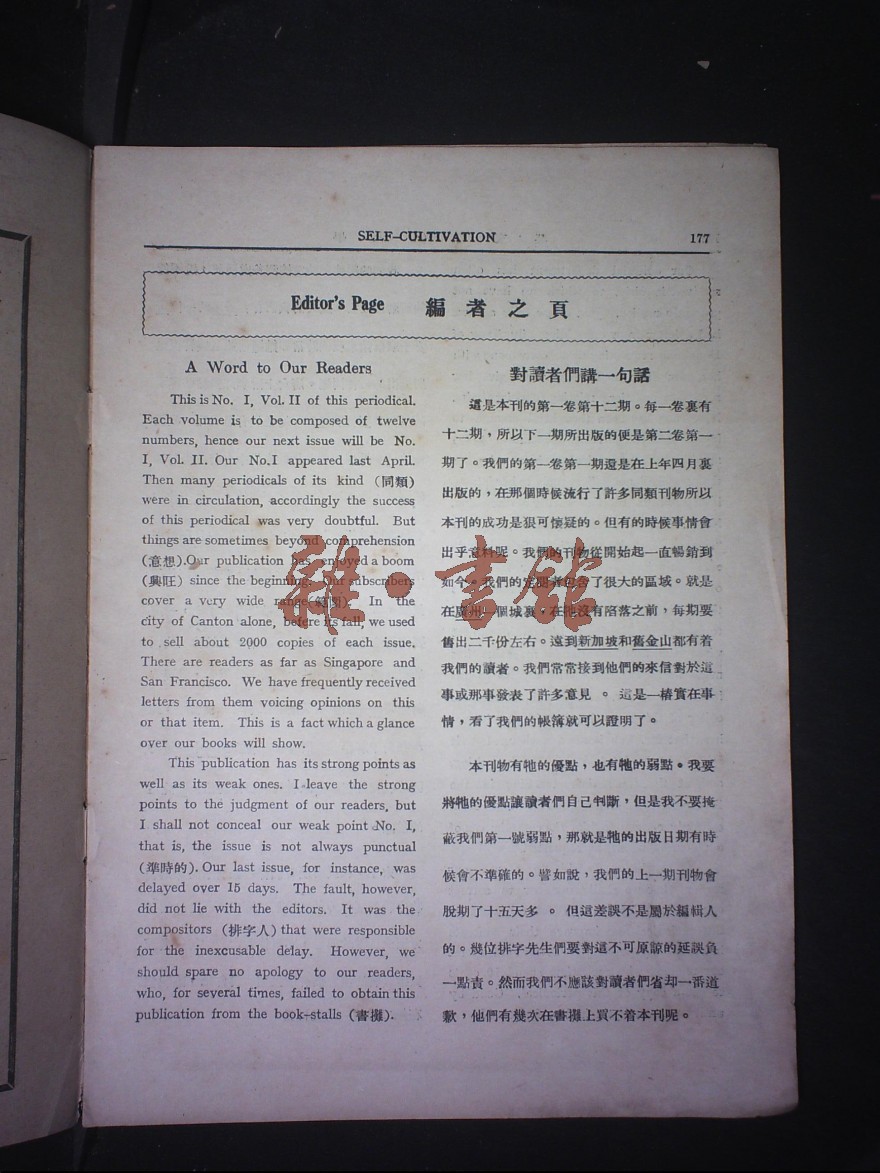 SELF-CULTIVATION
177
Editor's Page 編者之頁
A Word to Our Readers
This is No. I, Vol. II of this periodical.
Each volume is to be composed of twelve
numbers, hence our next issue will be No.
I, Vol. II. Our No.I appeared last April.
Then many periodicals of its kind (同類)
were in circulation, accordingly the success
of this periodical was very doubtful. But
things are sometimes beyond comprehension
(意想).Our publication has enjoyed a boom
(興旺) since the beginning. Our subscribers
cover a very wide range(範圍). In the
city of Canton alone, before its fall, we used
to sell about 2000 copies of each issue.
There are readers as far as Singapore and
San Francisco. We have frequently received
letters from them voicing opinions on this
or that item. This is a fact which a glance
over our books will show.
This publication has its strong points as
well as its weak ones. I leave the strong
points to the judgment of our readers, but
I shall not conceal our weak point No. I,
that is, the issue is not always punctual
(準時的). Our last issue, for instance, was
delayed over 15 days. The fault, however,
did not lie with the editors. It was the
compositors (排字人) that were responsible
for the inexcusable delay. However, we
should spare no apology to our readers,
who, for several times, failed to obtain this
publication from the book-stalls (書攤).
對讀者們講一句話
這是本刊的第一卷第十二期。每一卷裏有
十二期，所以下一期所出版的便是第二卷第一
期了。我們的第一卷第一期還是在上年四月裏
出版的，在那個時候流行了許多同類刊物所以
本刊的成功是狠可懷疑的。但有的時候事情會
出乎意料呢。我們的刊物從開始起一直暢銷到
如今。我們的定閱者包含了很大的區域。就是
在廣州一個城裏，在牠沒有陷落之前，每期要
售出二千份左右。遠到新加坡和舊金山都有着
我們的讀者。我們常常接到他們的來信對於這
事或那事發表了許多意見 。 這是一樁實在事
情，看了我們的帳簿就可以證明了。
本刊物有牠的優點，也有牠的弱點。我要
將牠的優點讓讀者們自己判斷，但是我不要掩
蔽我們第一號弱點，那就是牠的出版日期有時
候會不準確的。譬如說，我們的上一期刊物會
脫期了十五天多 。 但這差誤不是屬於編輯人
的。幾位排字先生們要對這不可原諒的延誤負
一點責。然而我們不應該對讀者們省却一番道
歉，他們有幾次在書攤上買不着本刊呢。
雜·書館